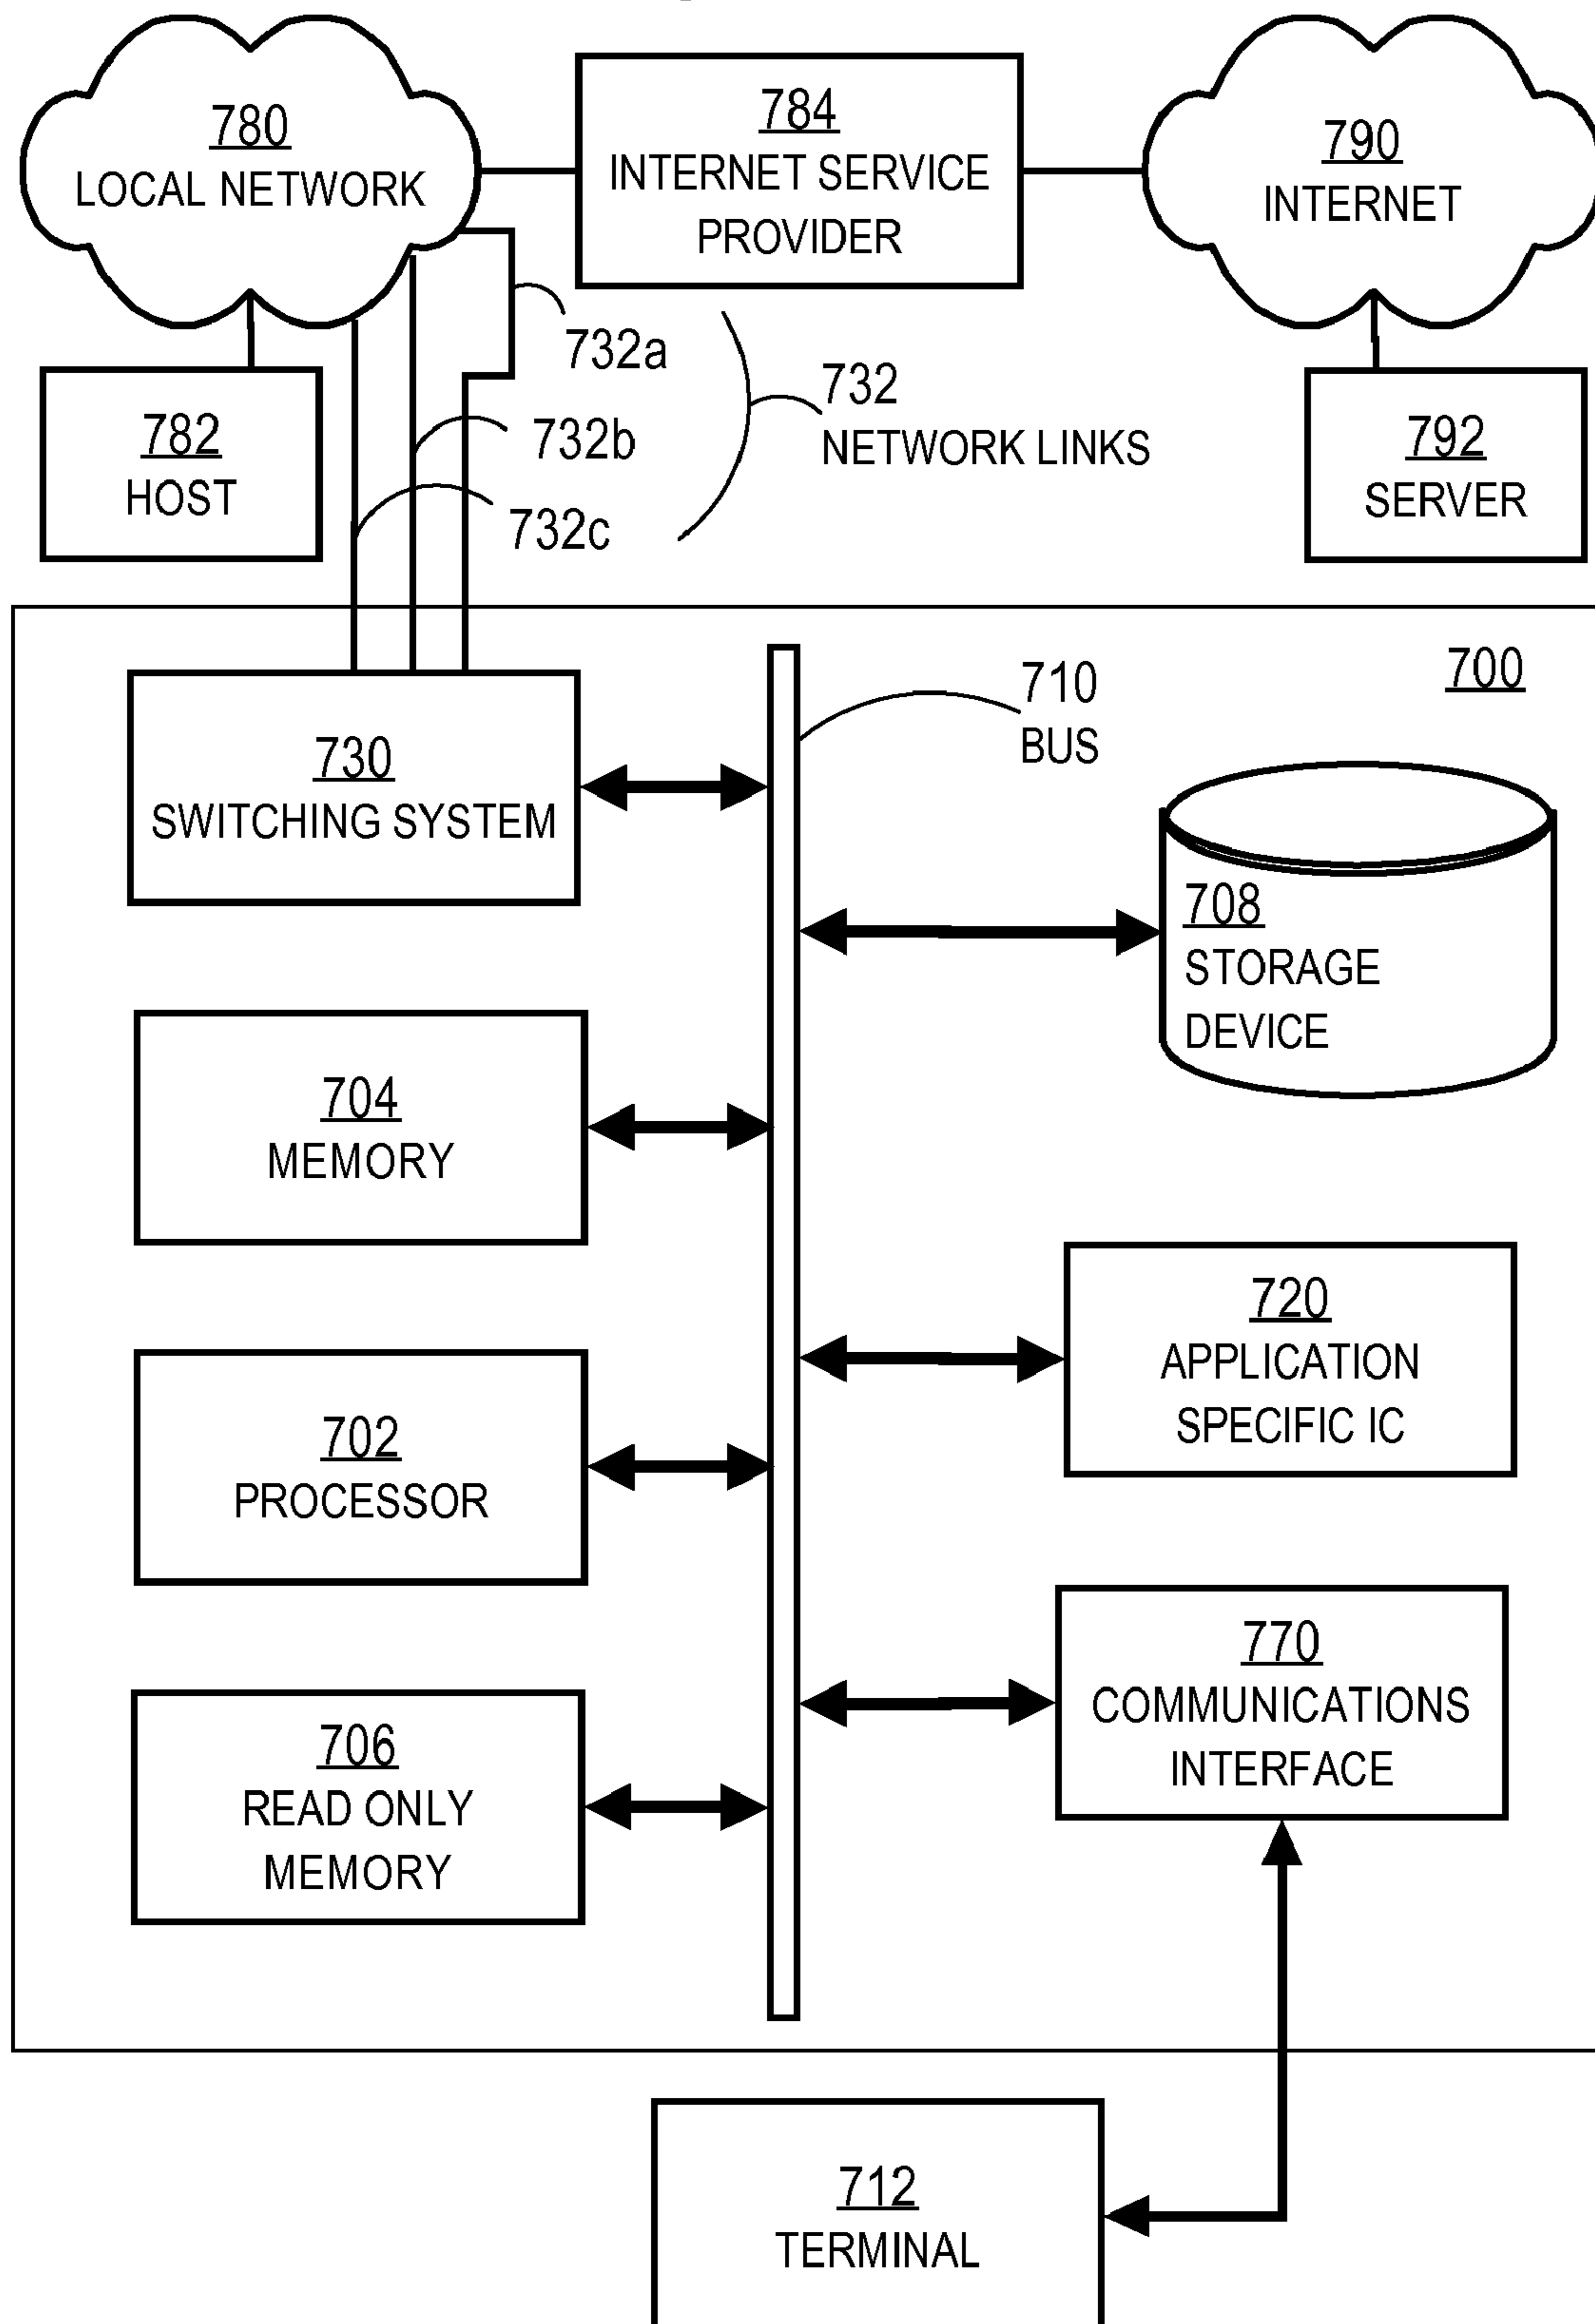 780
LOCAL NETWORK
784
INTERNET SERVICE
PROVIDER
790
INTERNET
732a
732
NETWORK LINKS
732b
732c
782
HOST
792
SERVER
700
710
BUS
730
SWITCHING SYSTEM
708
STORAGE
DEVICE
704
MEMORY
720
APPLICATION
SPECIFIC IC
702
PROCESSOR
770
COMMUNICATIONS
INTERFACE
706
READ ONLY
MEMORY
712
TERMINAL